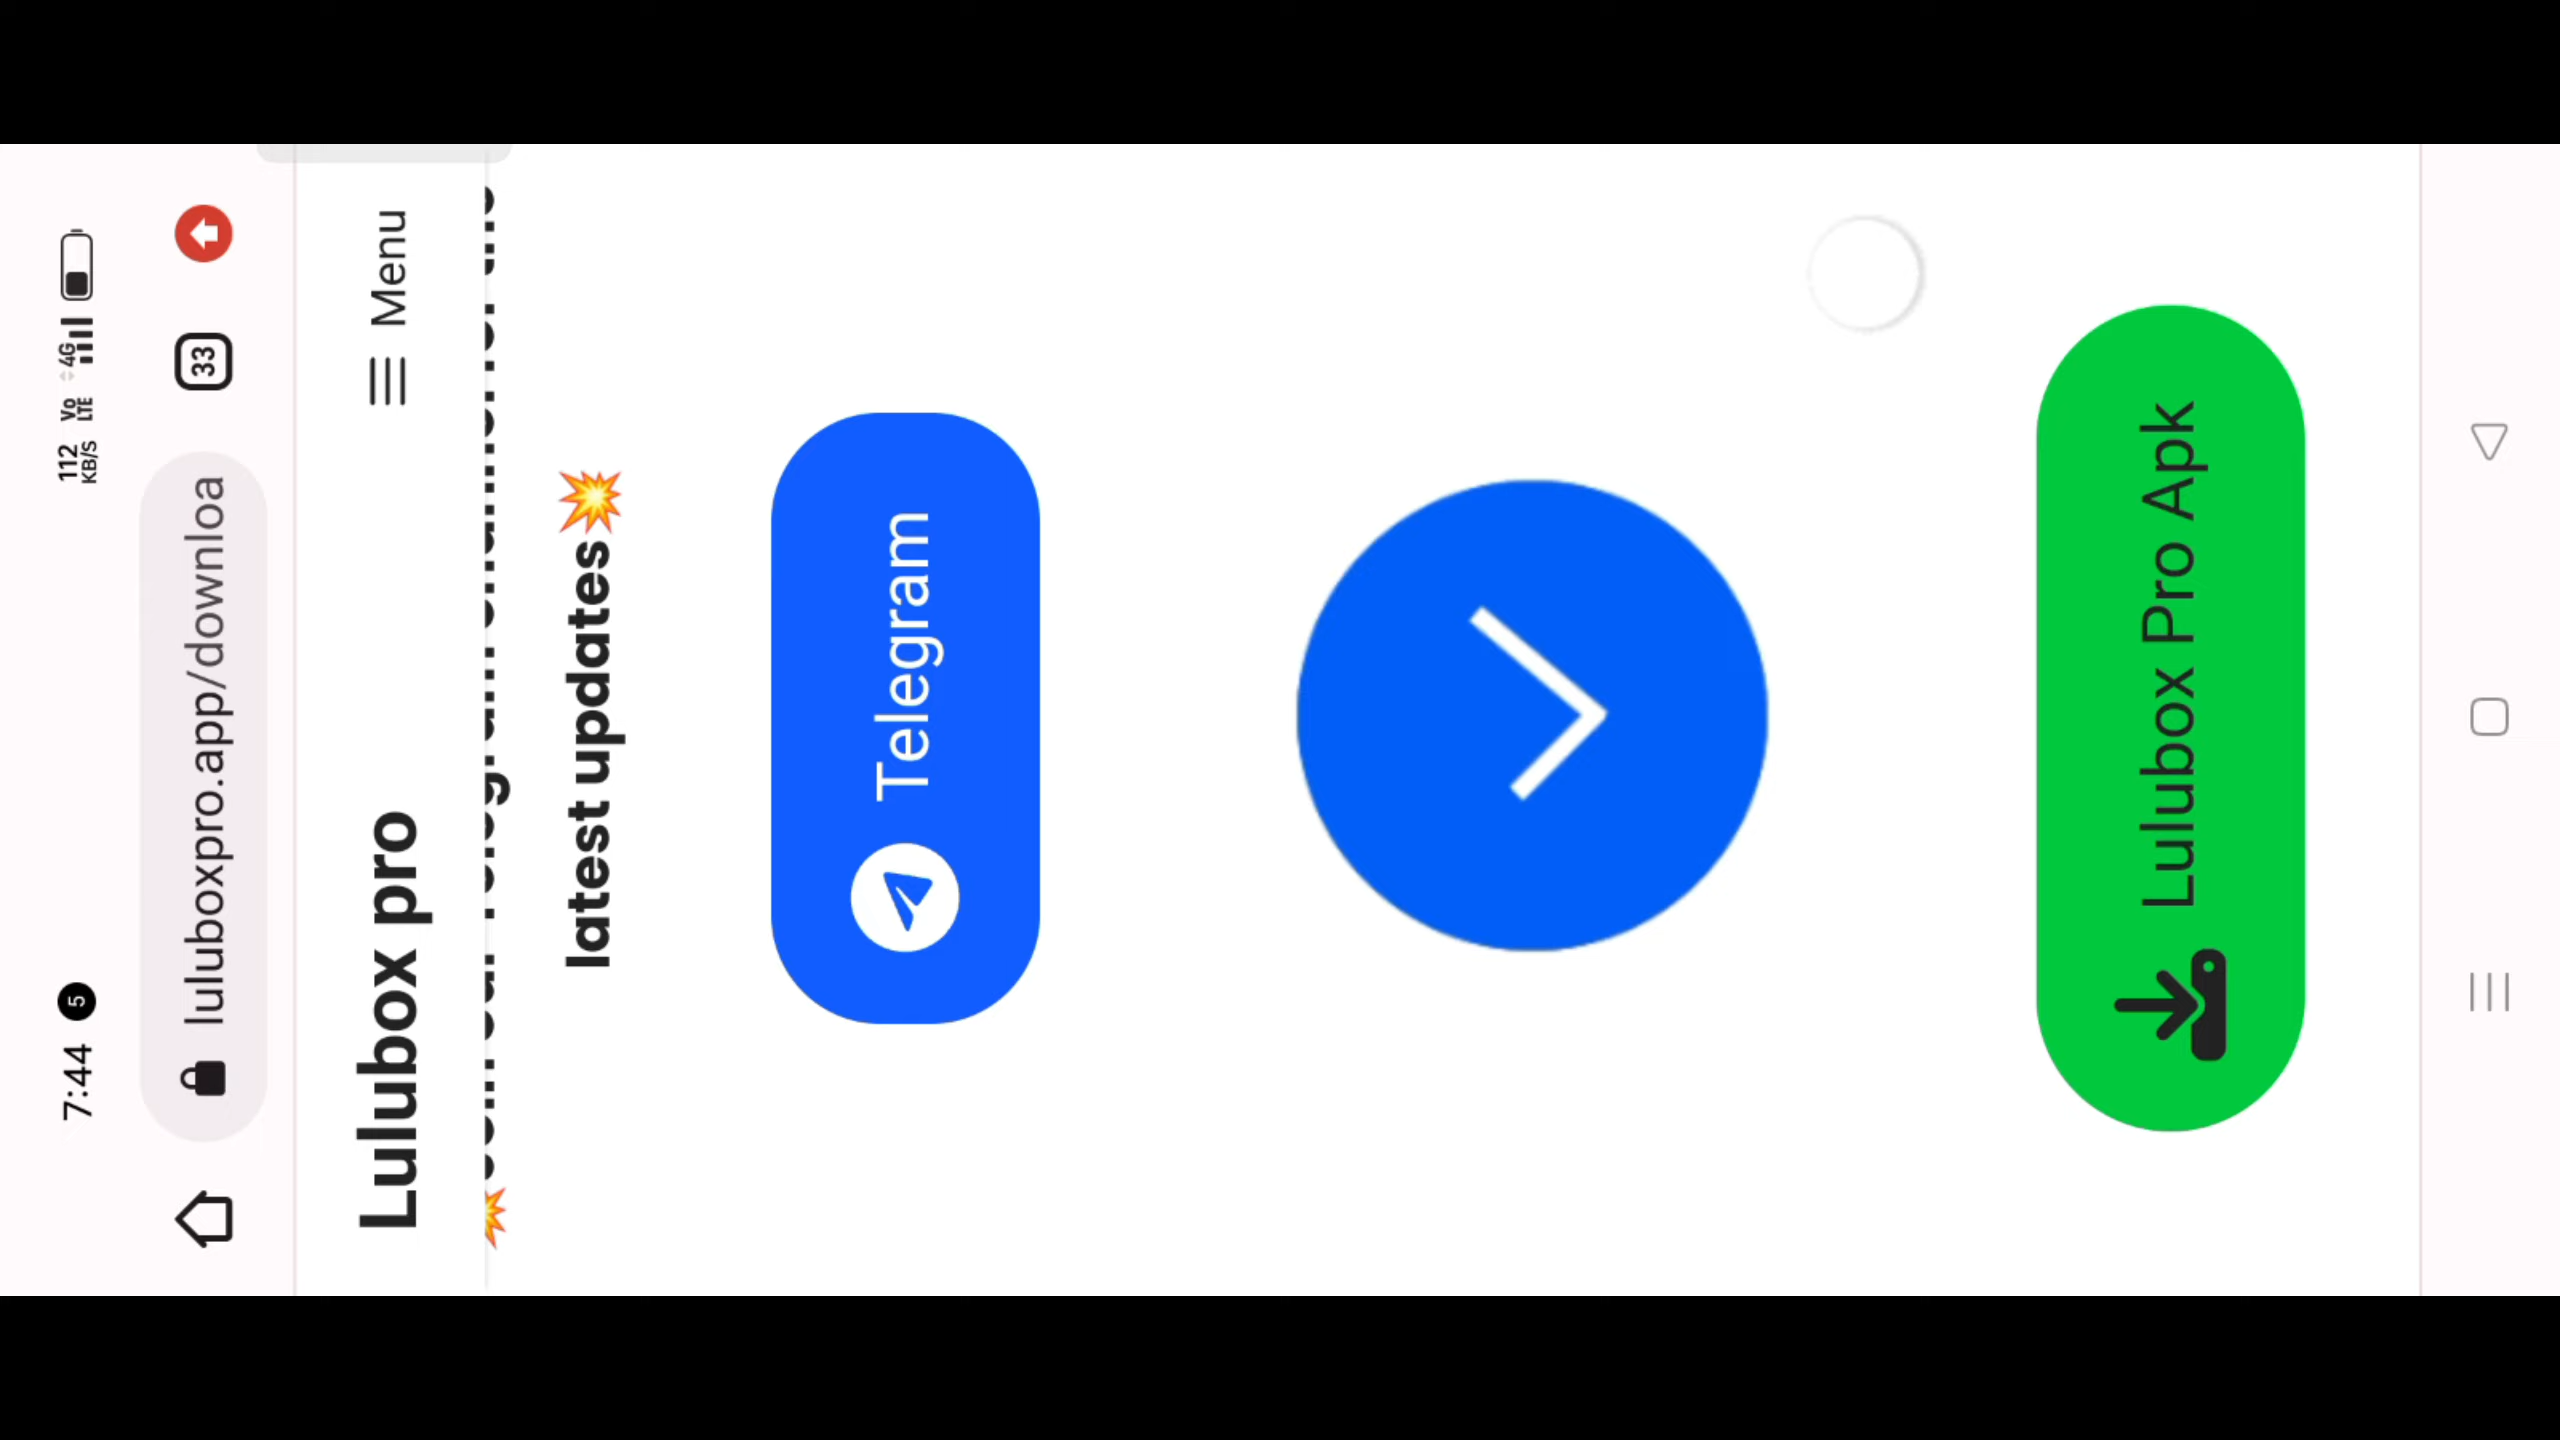 7:44 5 112 KB/S Vo LTE 4G
luluboxpro.app/downloa 33
Lulubox pro Menu
latest updates💥
Telegram
Lulubox Pro Apk